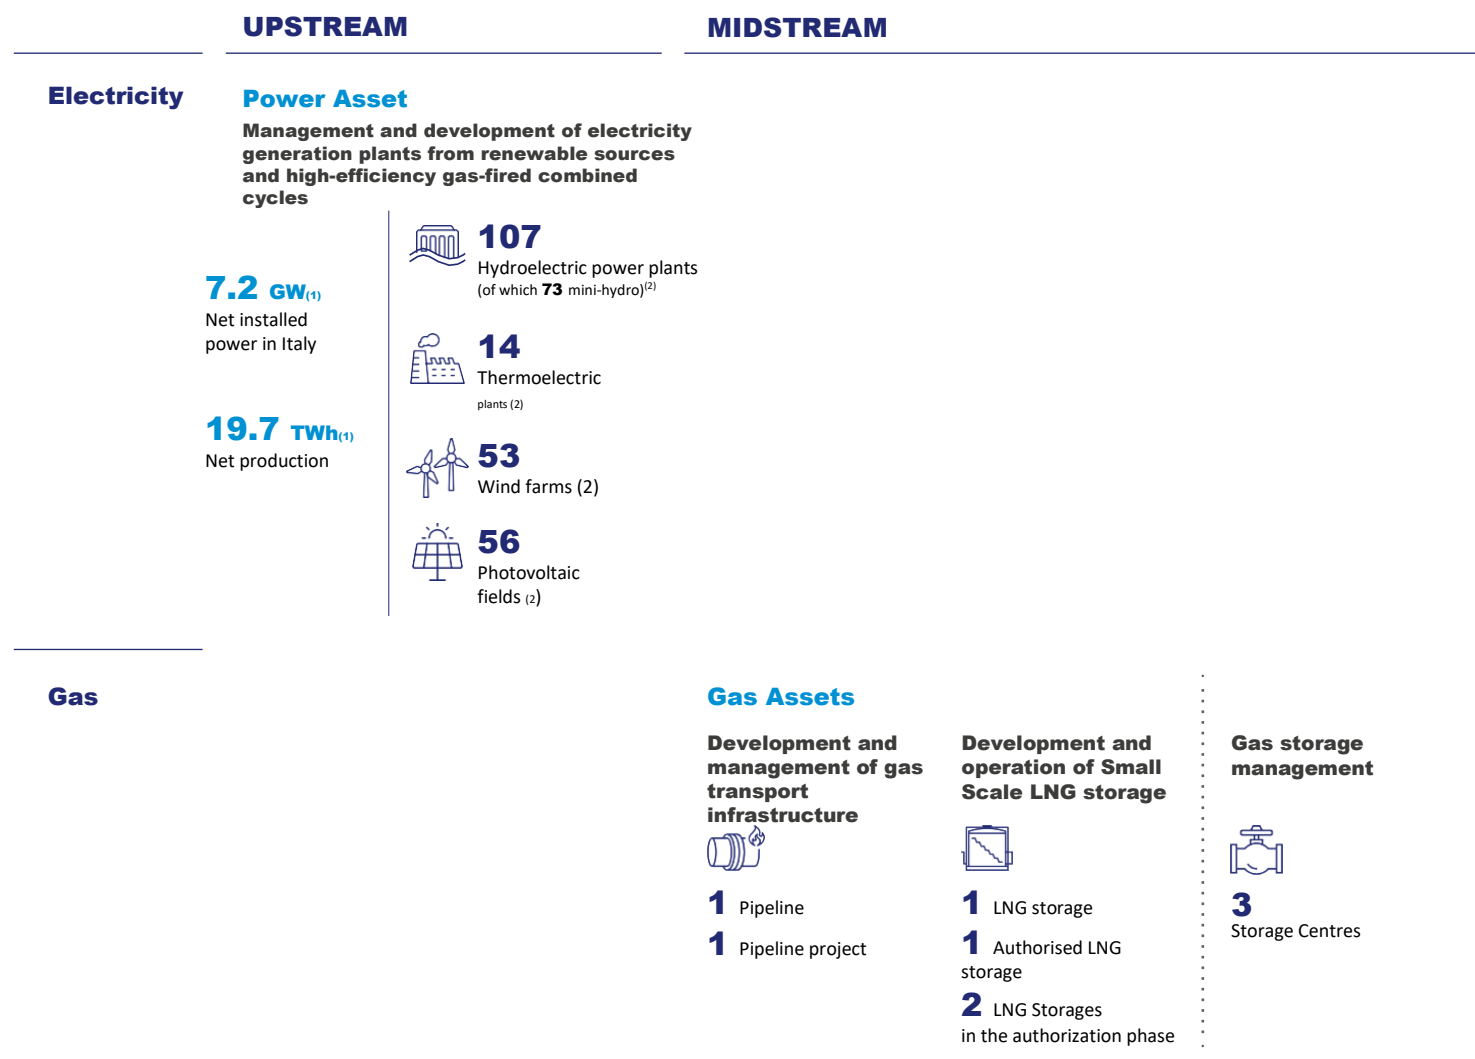 UPSTREAM
MIDSTREAM
Electricity
Power Asset
Management and development of electricity
generation plants from renewable sources
and high-efficiency gas-fired combined
cycles
7.2 GW(1)
Net installed
power in Italy
19.7 TWh(1)
Net production
107
Hydroelectric power plants
(of which 73 mini-hydro)(2)
14
Thermoelectric
plants (2)
53
Wind farms (2)
56
Photovoltaic
fields (2)
Gas
Gas Assets
Development and
management of gas
transport
infrastructure
1 Pipeline
1 Pipeline project
Development and
operation of Small
Scale LNG storage
1 LNG storage
1 Authorised LNG
storage
2 LNG Storages
in the authorization phase
Gas storage
management
3
Storage Centres